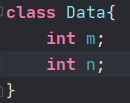 class Data{
    int m;
    int n;
}